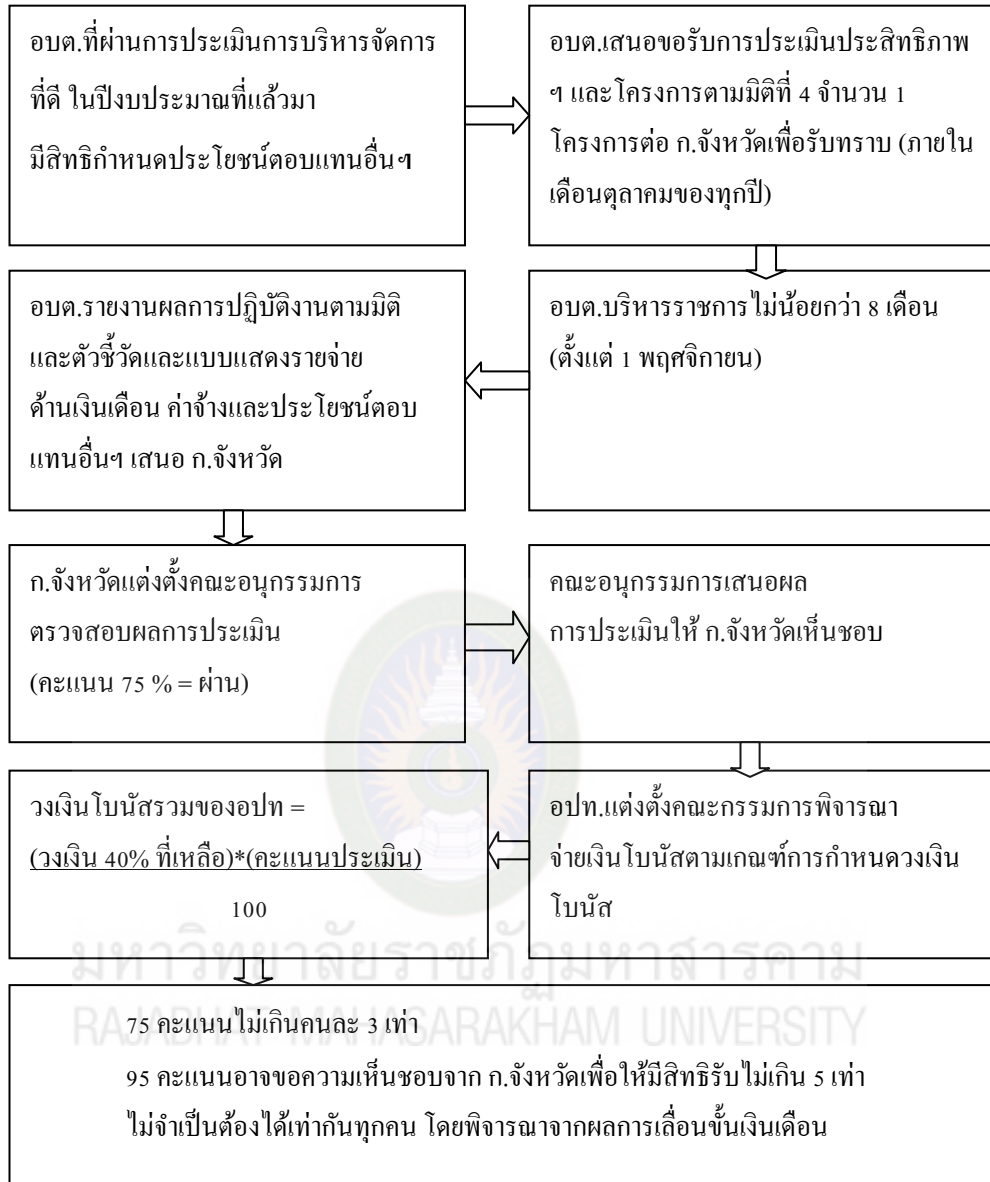 อบต.ที่ผ่านการประเมินการบริหารจัดการ
ที่ดี ในปีงบประมาณที่แล้วมา
มีสิทธิกำหนดประโยชน์ตอบแทนอื่นๆ
อบต.เสนอขอรับการประเมินประสิทธิภาพ
ฯ และโครงการตามมิติที่ 4 จำนวน 1
โครงการต่อ ก.จังหวัดเพื่อรับทราบ (ภายใน
เดือนตุลาคมของทุกปี)
อบต.บริหารราชการไม่น้อยกว่า 8 เดือน
(ตั้งแต่ 1 พฤศจิกายน)
อบต.รายงานผลการปฏิบัติงานตามมิติ
และตัวชี้วัดและแบบแสดงรายจ่าย
ด้านเงินเดือน ค่าจ้างและประโยชน์ตอบ
แทนอื่นๆ เสนอ ก.จังหวัด
ก.จังหวัดแต่งตั้งคณะอนุกรรมการ
ตรวจสอบผลการประเมิน
(คะแนน 75 % = ผ่าน)
คณะอนุกรรมการเสนอผล
การประเมินให้ ก.จังหวัดเห็นชอบ
อปท.แต่งตั้งคณะกรรมการพิจารณา
จ่ายเงินโบนัสตามเกณฑ์การกำหนดวงเงิน
โบนัส
วงเงินโบนัสรวมของอปท =
(วงเงิน 40% ที่เหลือ)*(คะแนนประเมิน)
100
มหาวิทยาลัยราชภัฏมหาสารคาม
RAJABHAT MAHASARAKHAM UNIVERSITY
75 คะแนนไม่เกินคนละ 3 เท่า
95 คะแนนอาจขอความเห็นชอบจาก ก.จังหวัดเพื่อให้มีสิทธิรับไม่เกิน 5 เท่า
ไม่จำเป็นต้องได้เท่ากันทุกคน โดยพิจารณาจากผลการเลื่อนขั้นเงินเดือน